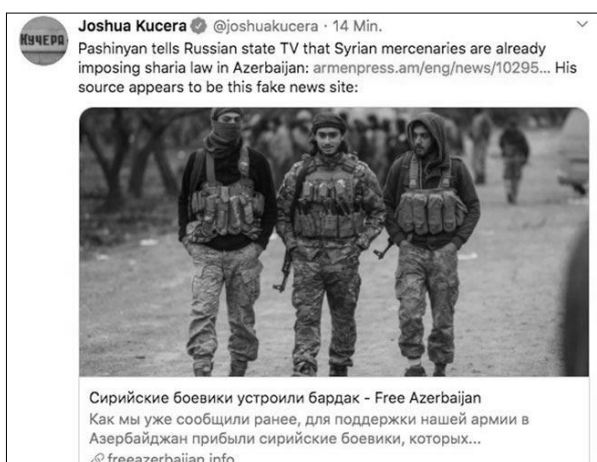 КУЧЕРА
Joshua Kucera @joshuakucera · 14 Min.
Pashinyan tells Russian state TV that Syrian mercenaries are already
imposing sharia law in Azerbaijan: armenpress.am/eng/news/10295... His
source appears to be this fake news site:
Сирийские боевики устроили бардак - Free Azerbaijan
Как мы уже сообщили ранее, для поддержки нашей армии в
Азербайджан прибыли сирийские боевики, которых...
freeazerbaijan.info